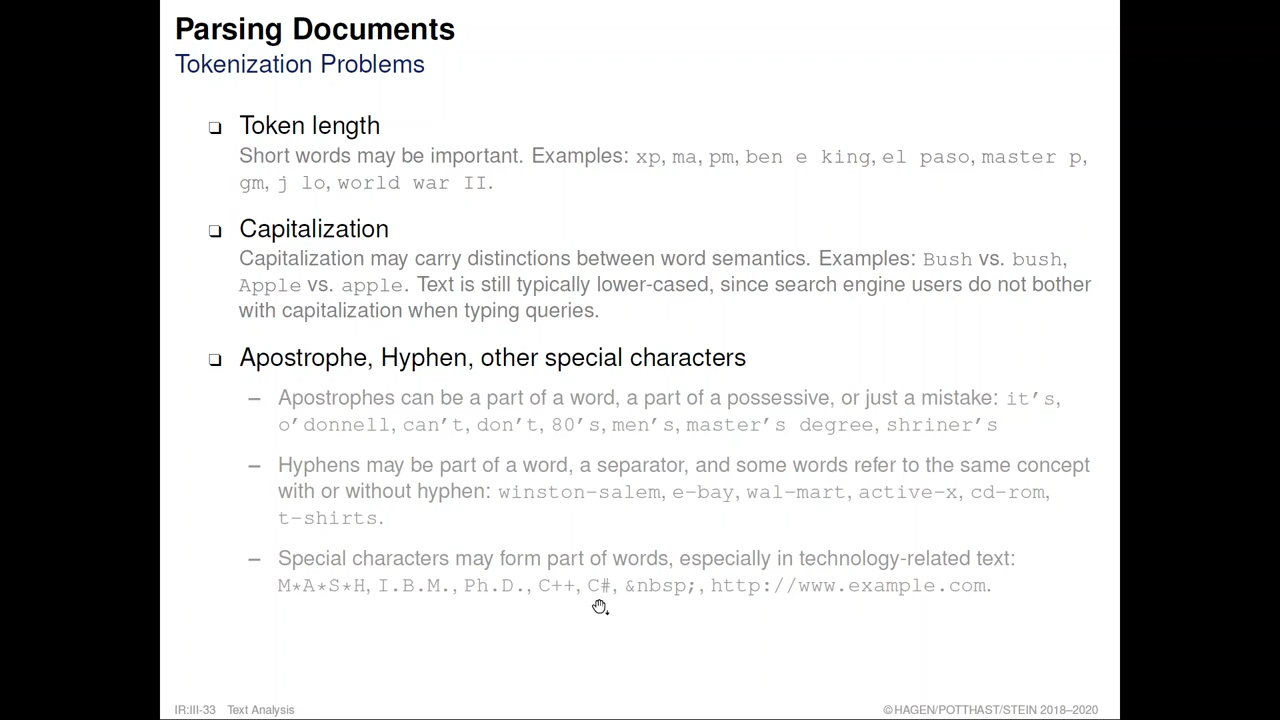 Parsing Documents
Tokenization Problems
❑ Token length
Short words may be important. Examples: xp, ma, pm, ben e king, el paso, master p,
gm, j lo, world war II.
❑ Capitalization
Capitalization may carry distinctions between word semantics. Examples: Bush vs. bush,
Apple vs. apple. Text is still typically lower-cased, since search engine users do not bother
with capitalization when typing queries.
❑ Apostrophe, Hyphen, other special characters
– Apostrophes can be a part of a word, a part of a possessive, or just a mistake: it's,
o'donnell, can't, don't, 80's, men's, master's degree, shriner's
– Hyphens may be part of a word, a separator, and some words refer to the same concept
with or without hyphen: winston-salem, e-bay, wal-mart, active-x, cd-rom,
t-shirts.
– Special characters may form part of words, especially in technology-related text:
M*A*S*H, I.B.M., Ph.D., C++, C#, &nbsp;, http://www.example.com.
IR:III-33 Text Analysis
©HAGEN/POTTHAST/STEIN 2018–2020